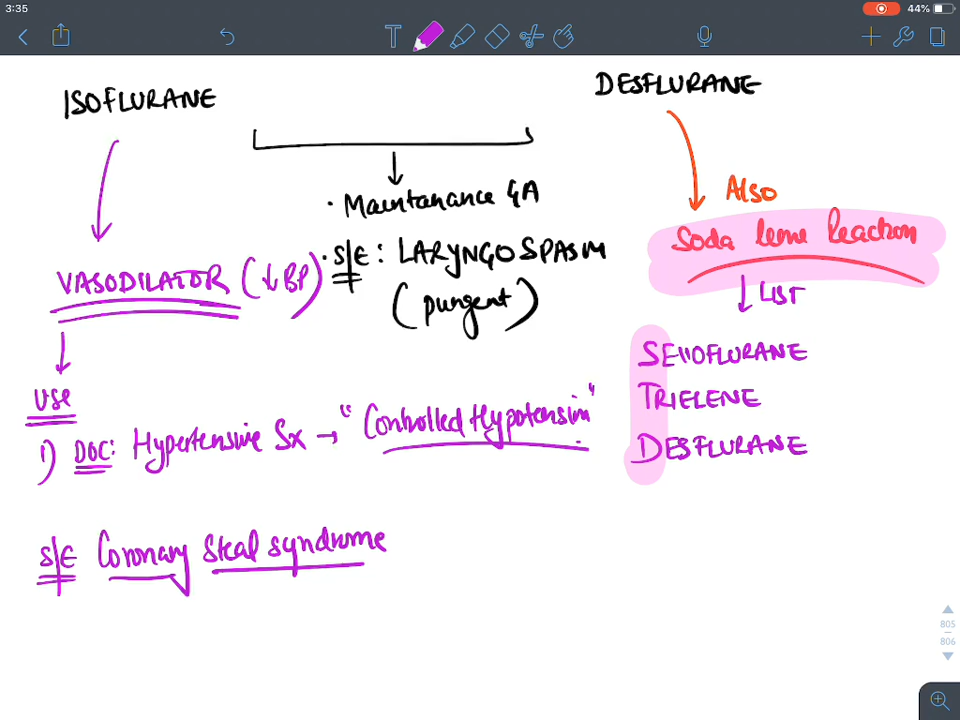 3:35
44%
T
ISOFLURANE
DESFLURANE
• Maintanance GA
• S/E: LARYNGOSPASM
(pungent)
VASODILATOR (↓BP)
Use
1) DOC: Hypertensive Sx → "Controlled Hypotension"
S/E Coronary Steal syndrome
Also
Soda lime Reaction
↓ LIST
SEVOFLURANE
TRIELENE
DESFLURANE
805
806